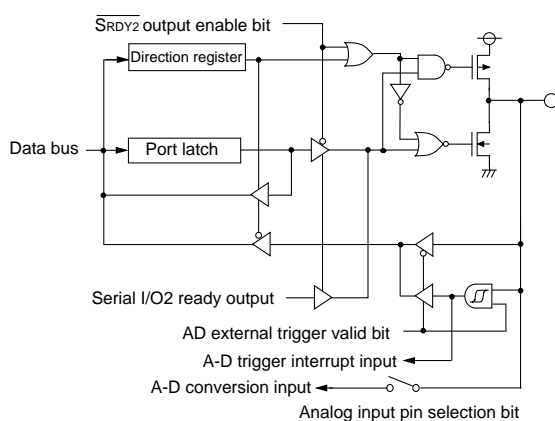 SRDY2 output enable bit
Direction register
Data bus
Port latch
Serial I/O2 ready output
AD external trigger valid bit
A-D trigger interrupt input
A-D conversion input
Analog input pin selection bit